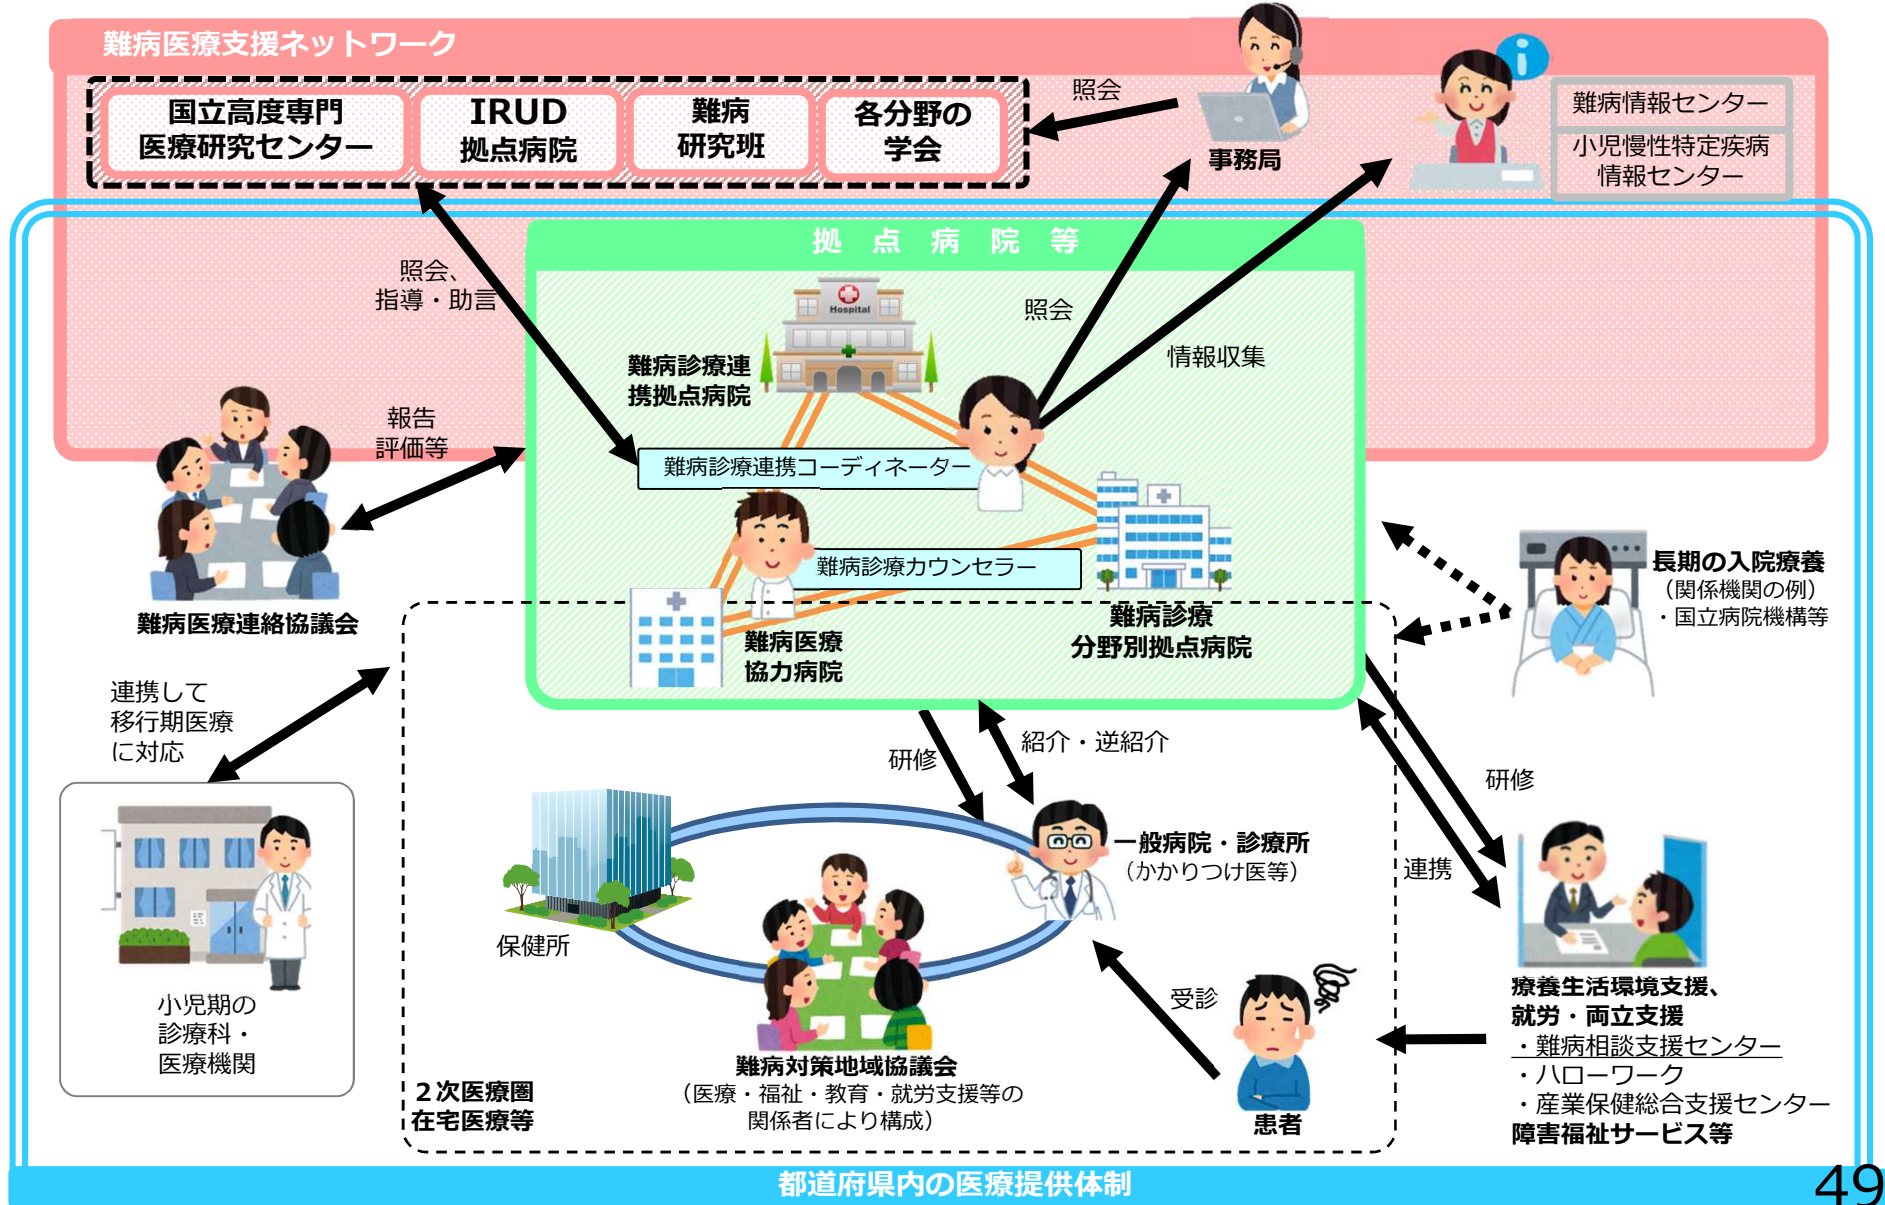 難病医療支援ネットワーク
国立高度専門
医療研究センター
IRUD
拠点病院
難病
研究班
各分野の
学会
照会
事務局
難病情報センター
小児慢性特定疾病
情報センター
拠点病院等
照会、
指導・助言
Hospital
照会
情報収集
難病診療連
携拠点病院
報告
評価等
難病診療連携コーディネーター
難病診療カウンセラー
難病医療連絡協議会
難病医療
協力病院
難病診療
分野別拠点病院
長期の入院療養
（関係機関の例）
・国立病院機構等
連携して
移行期医療
に対応
研修
紹介・逆紹介
研修
連携
一般病院・診療所
（かかりつけ医等）
保健所
受診
小児期の
診療科・
医療機関
難病対策地域協議会
（医療・福祉・教育・就労支援等の
関係者により構成）
２次医療圏
在宅医療等
患者
療養生活環境支援、
就労・両立支援
・難病相談支援センター
・ハローワーク
・産業保健総合支援センター
障害福祉サービス等
都道府県内の医療提供体制
49